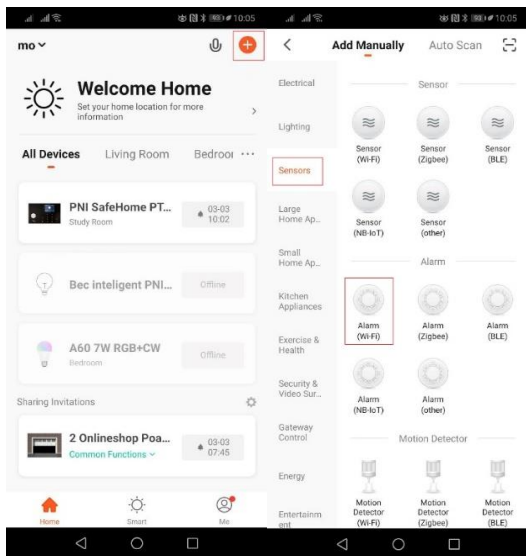 10:05
mo
Welcome Home
Set your home location for more
information
All Devices
Living Room
Bedroor
PNI SafeHome PT...
Study Room
03-03
10:02
Bec inteligent PNI...
Offline
A60 7W RGB+CW
Bedroom
Offline
Sharing Invitations
2 Onlineshop Poa...
Common Functions
03-03
07:45
Home
Smart
Me
10:05
Add Manually
Auto Scan
Electrical
Lighting
Sensors
Large
Home Ap...
Small
Home Ap...
Kitchen
Appliances
Exercise &
Health
Security &
Video Sur...
Gateway
Control
Energy
Entertainm
ent
Sensor
Sensor
(Wi-Fi)
Sensor
(Zigbee)
Sensor
(BLE)
Sensor
(NB-IoT)
Sensor
(other)
Alarm
Alarm
(Wi-Fi)
Alarm
(Zigbee)
Alarm
(BLE)
Alarm
(NB-IoT)
Alarm
(other)
Motion Detector
Motion
Detector
(Wi-Fi)
Motion
Detector
(Zigbee)
Motion
Detector
(BLE)